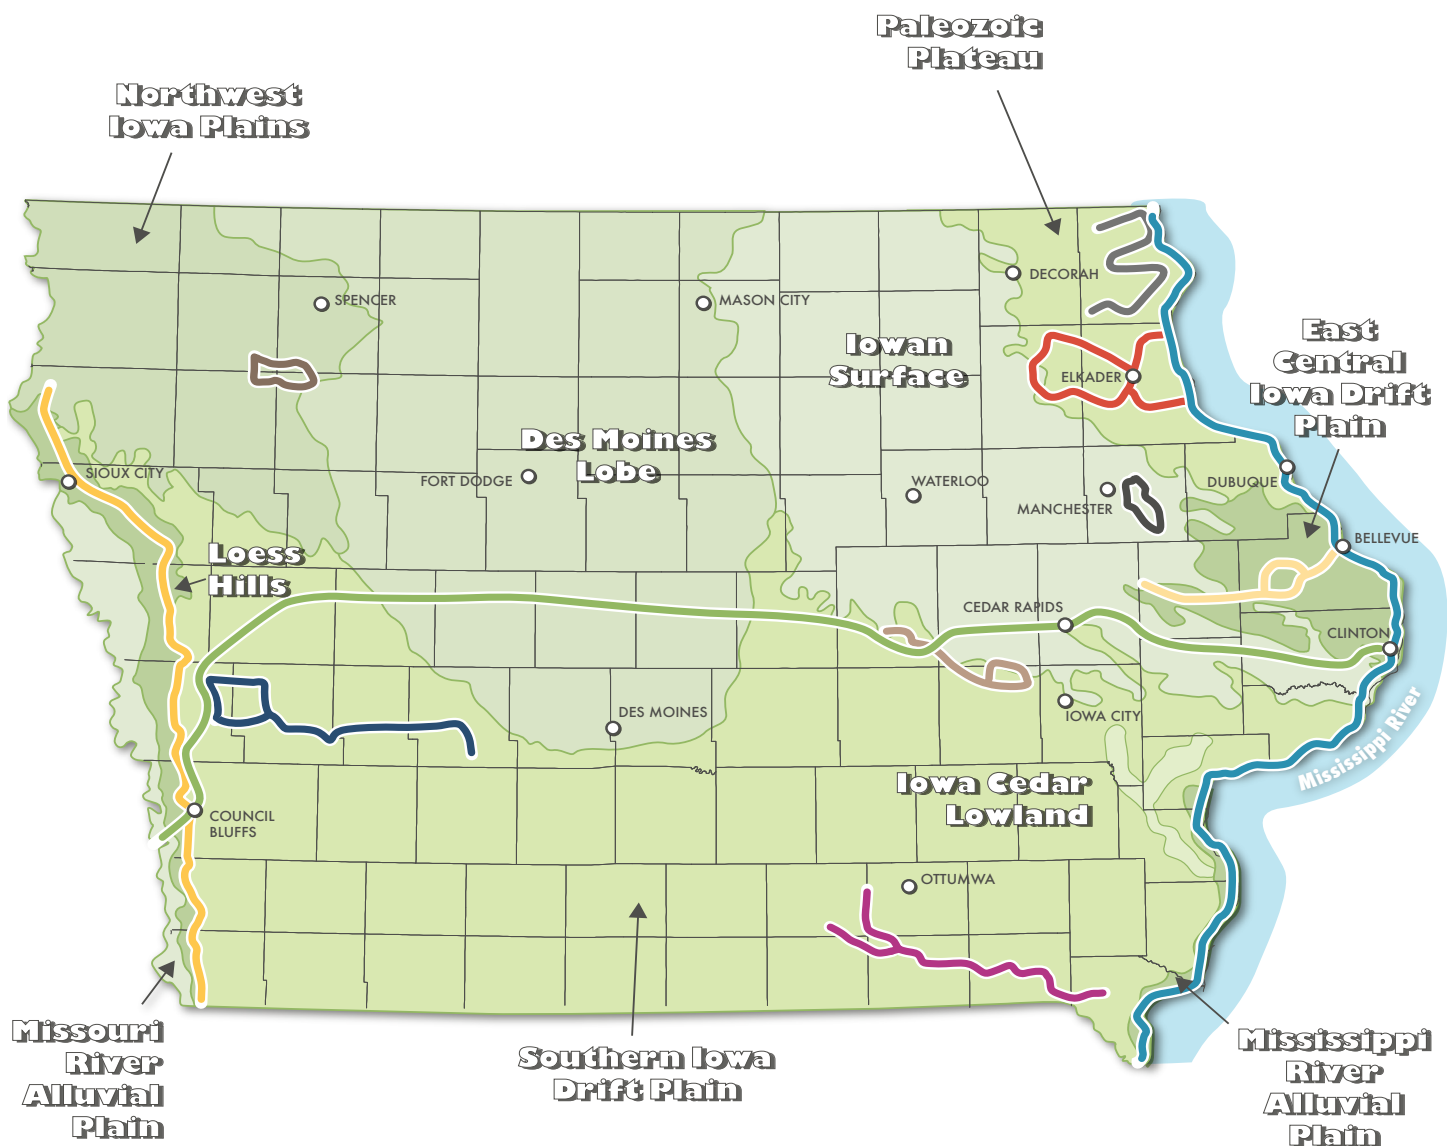 Paleozoic
Plateau
Northwest
Iowa Plains
DECORAH
SPENCER
MASON CITY
East
Central
Iowa Drift
Plain
Iowan
Surface
ELKADER
Des Moines
Lobe
SIOUX CITY
FORT DODGE
WATERLOO
DUBUQUE
MANCHESTER
BELLEVUE
Loess
Hills
CEDAR RAPIDS
CLINTON
DES MOINES
IOWA CITY
Mississippi River
Iowa Cedar
Lowland
COUNCIL
BLUFFS
OTTUMWA
Missouri
River
Alluvial
Plain
Southern Iowa
Drift Plain
Mississippi
River
Alluvial
Plain